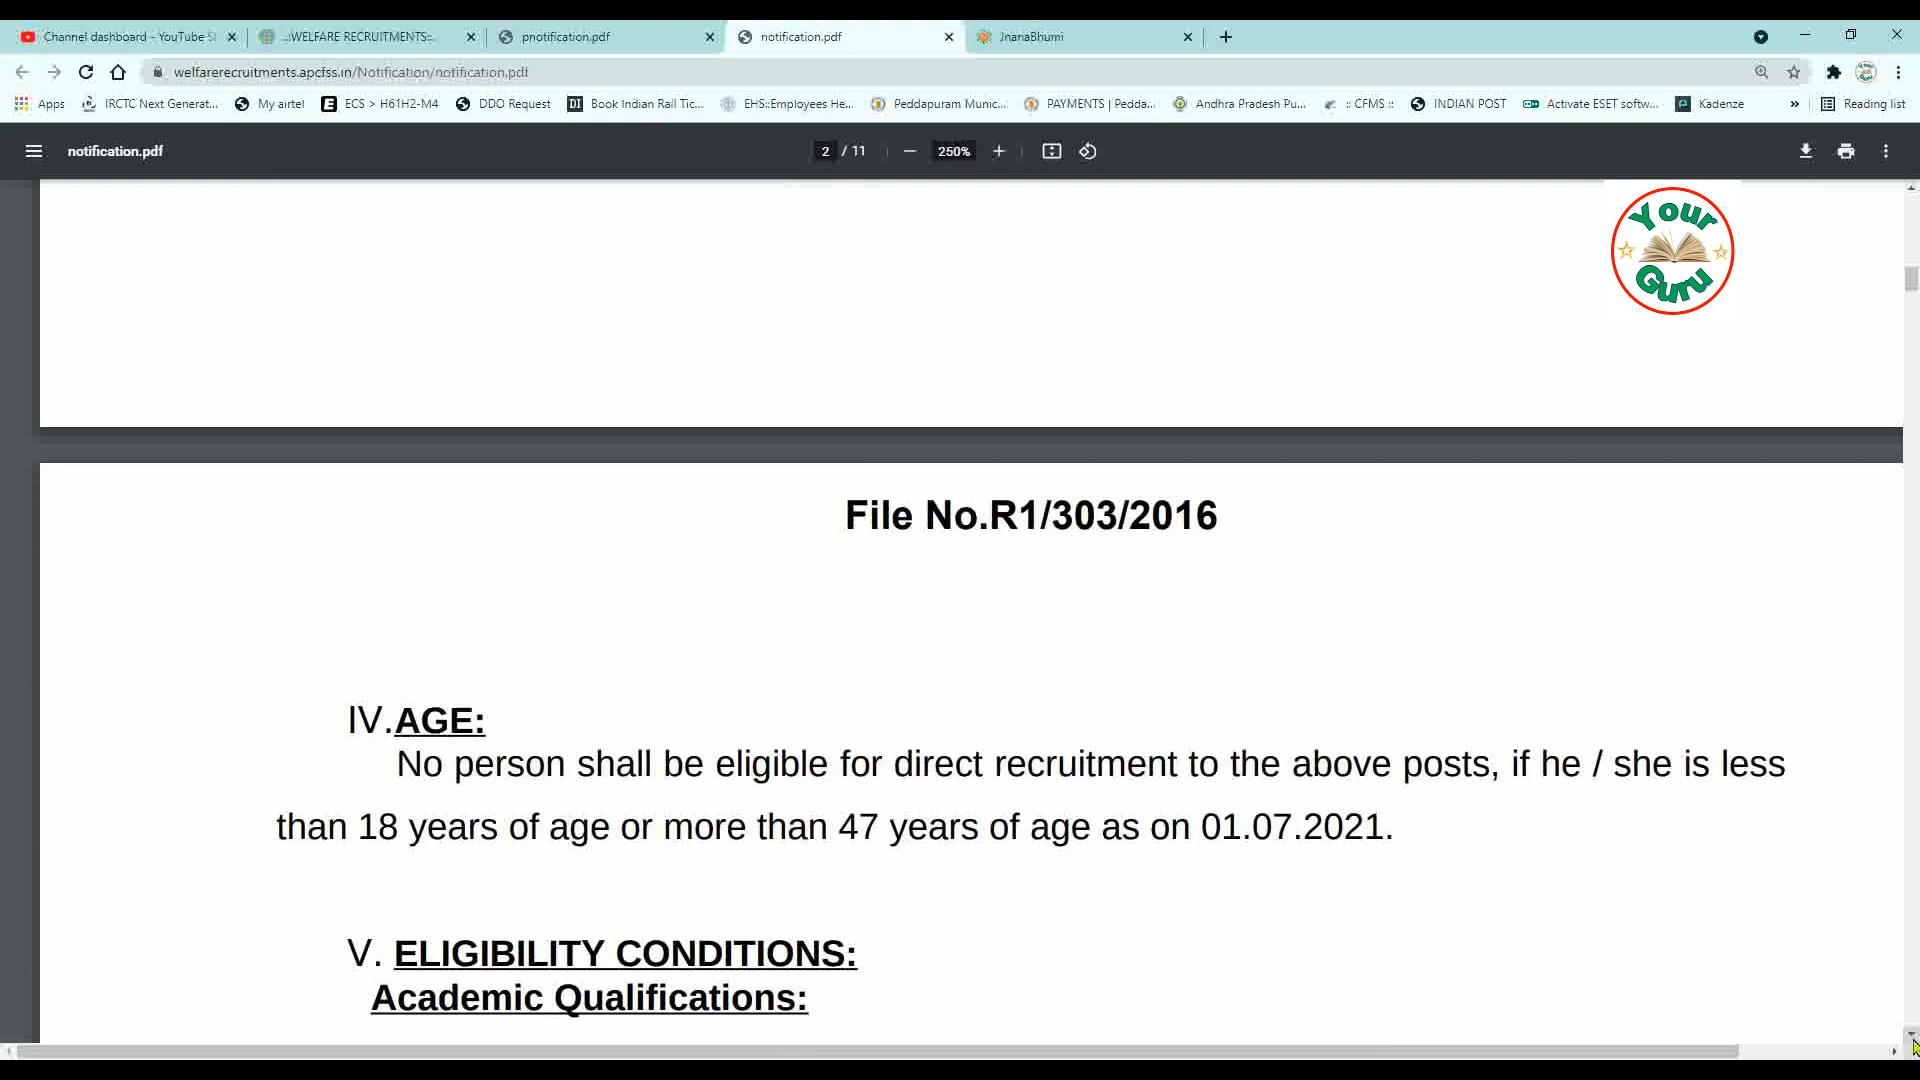 Channel dashboard - YouTube S
..::WELFARE RECRUITMENTS::.
pnotification.pdf
notification.pdf
JnanaBhumi
welfarerecruitments.apcfss.in/Notification/notification.pdf
Apps
IRCTC Next Generat...
My airtel
ECS > H61H2-M4
DDO Request
Book Indian Rail Tic...
EHS::Employees He...
Peddapuram Munic...
PAYMENTS | Pedda...
Andhra Pradesh Pu...
:: CFMS ::
INDIAN POST
Activate ESET softw...
Kadenze
»
Reading list
notification.pdf
2 / 11
250%
Your
Guru
File No.R1/303/2016
IV.AGE:
No person shall be eligible for direct recruitment to the above posts, if he / she is less
than 18 years of age or more than 47 years of age as on 01.07.2021.
V. ELIGIBILITY CONDITIONS:
Academic Qualifications: